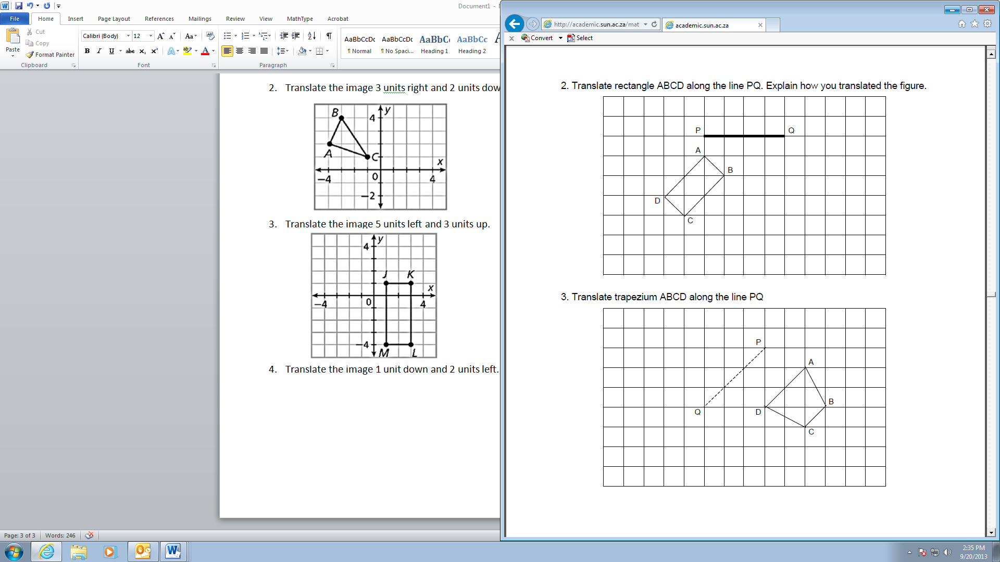 Document1 -
File Home Insert Page Layout References Mailings Review View MathType Acrobat
Paste
Cut
Copy
Format Painter
Clipboard
Calibri (Body) 12
Font
Paragraph
AaBbCcDc AaBbCcDc AaBbC AaBbCc
¶ Normal ¶ No Spaci... Heading 1 Heading 2
2. Translate the image 3 units right and 2 units dow
B 4 y
A C
x
-4 0 4
-2
3. Translate the image 5 units left and 3 units up.
4 y
J K
x
-4 0 4
-4
M L
4. Translate the image 1 unit down and 2 units left.
Page: 3 of 3 Words: 246
http://academic.sun.ac.za/mat
academic.sun.ac.za
x Convert Select
2. Translate rectangle ABCD along the line PQ. Explain how you translated the figure.
P Q
A
B
D
C
3. Translate trapezium ABCD along the line PQ
P
A
B
Q D
C
2:35 PM
9/20/2013